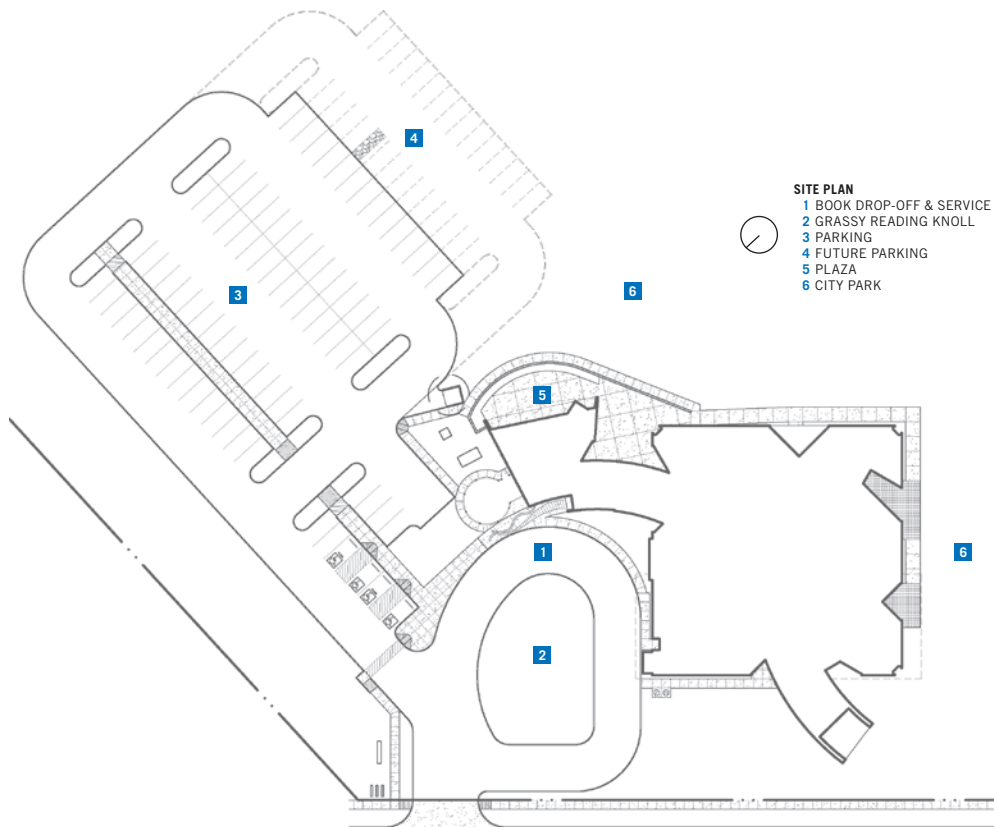 4
SITE PLAN
1 BOOK DROP-OFF & SERVICE
2 GRASSY READING KNOLL
3 PARKING
4 FUTURE PARKING
5 PLAZA
6 CITY PARK
3
6
5
1
6
2